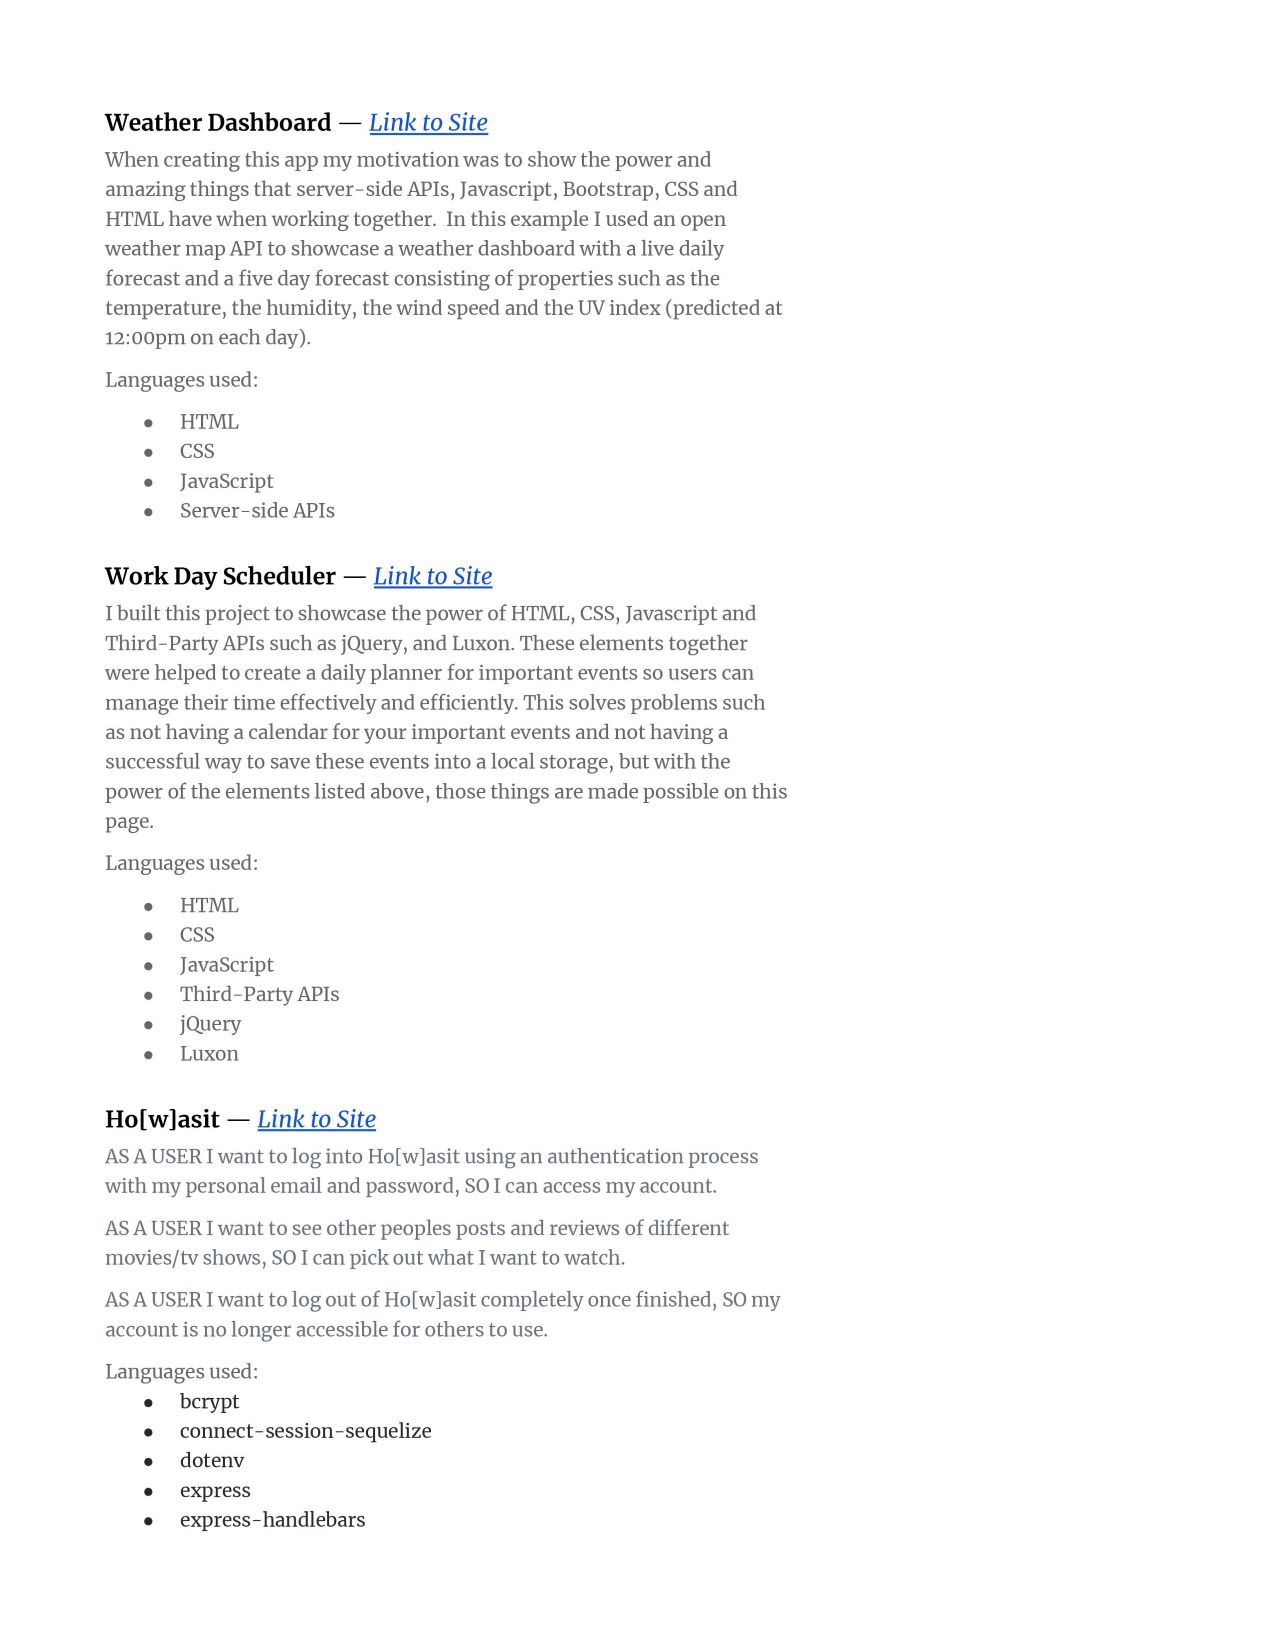 Weather Dashboard — Link to Site
When creating this app my motivation was to show the power and
amazing things that server-side APIs, Javascript, Bootstrap, CSS and
HTML have when working together.  In this example I used an open
weather map API to showcase a weather dashboard with a live daily
forecast and a five day forecast consisting of properties such as the
temperature, the humidity, the wind speed and the UV index (predicted at
12:00pm on each day).
Languages used:
● HTML
● CSS
● JavaScript
● Server-side APIs
Work Day Scheduler — Link to Site
I built this project to showcase the power of HTML, CSS, Javascript and
Third-Party APIs such as jQuery, and Luxon. These elements together
were helped to create a daily planner for important events so users can
manage their time effectively and efficiently. This solves problems such
as not having a calendar for your important events and not having a
successful way to save these events into a local storage, but with the
power of the elements listed above, those things are made possible on this
page.
Languages used:
● HTML
● CSS
● JavaScript
● Third-Party APIs
● jQuery
● Luxon
Ho[w]asit — Link to Site
AS A USER I want to log into Ho[w]asit using an authentication process
with my personal email and password, SO I can access my account.
AS A USER I want to see other peoples posts and reviews of different
movies/tv shows, SO I can pick out what I want to watch.
AS A USER I want to log out of Ho[w]asit completely once finished, SO my
account is no longer accessible for others to use.
Languages used:
● bcrypt
● connect-session-sequelize
● dotenv
● express
● express-handlebars